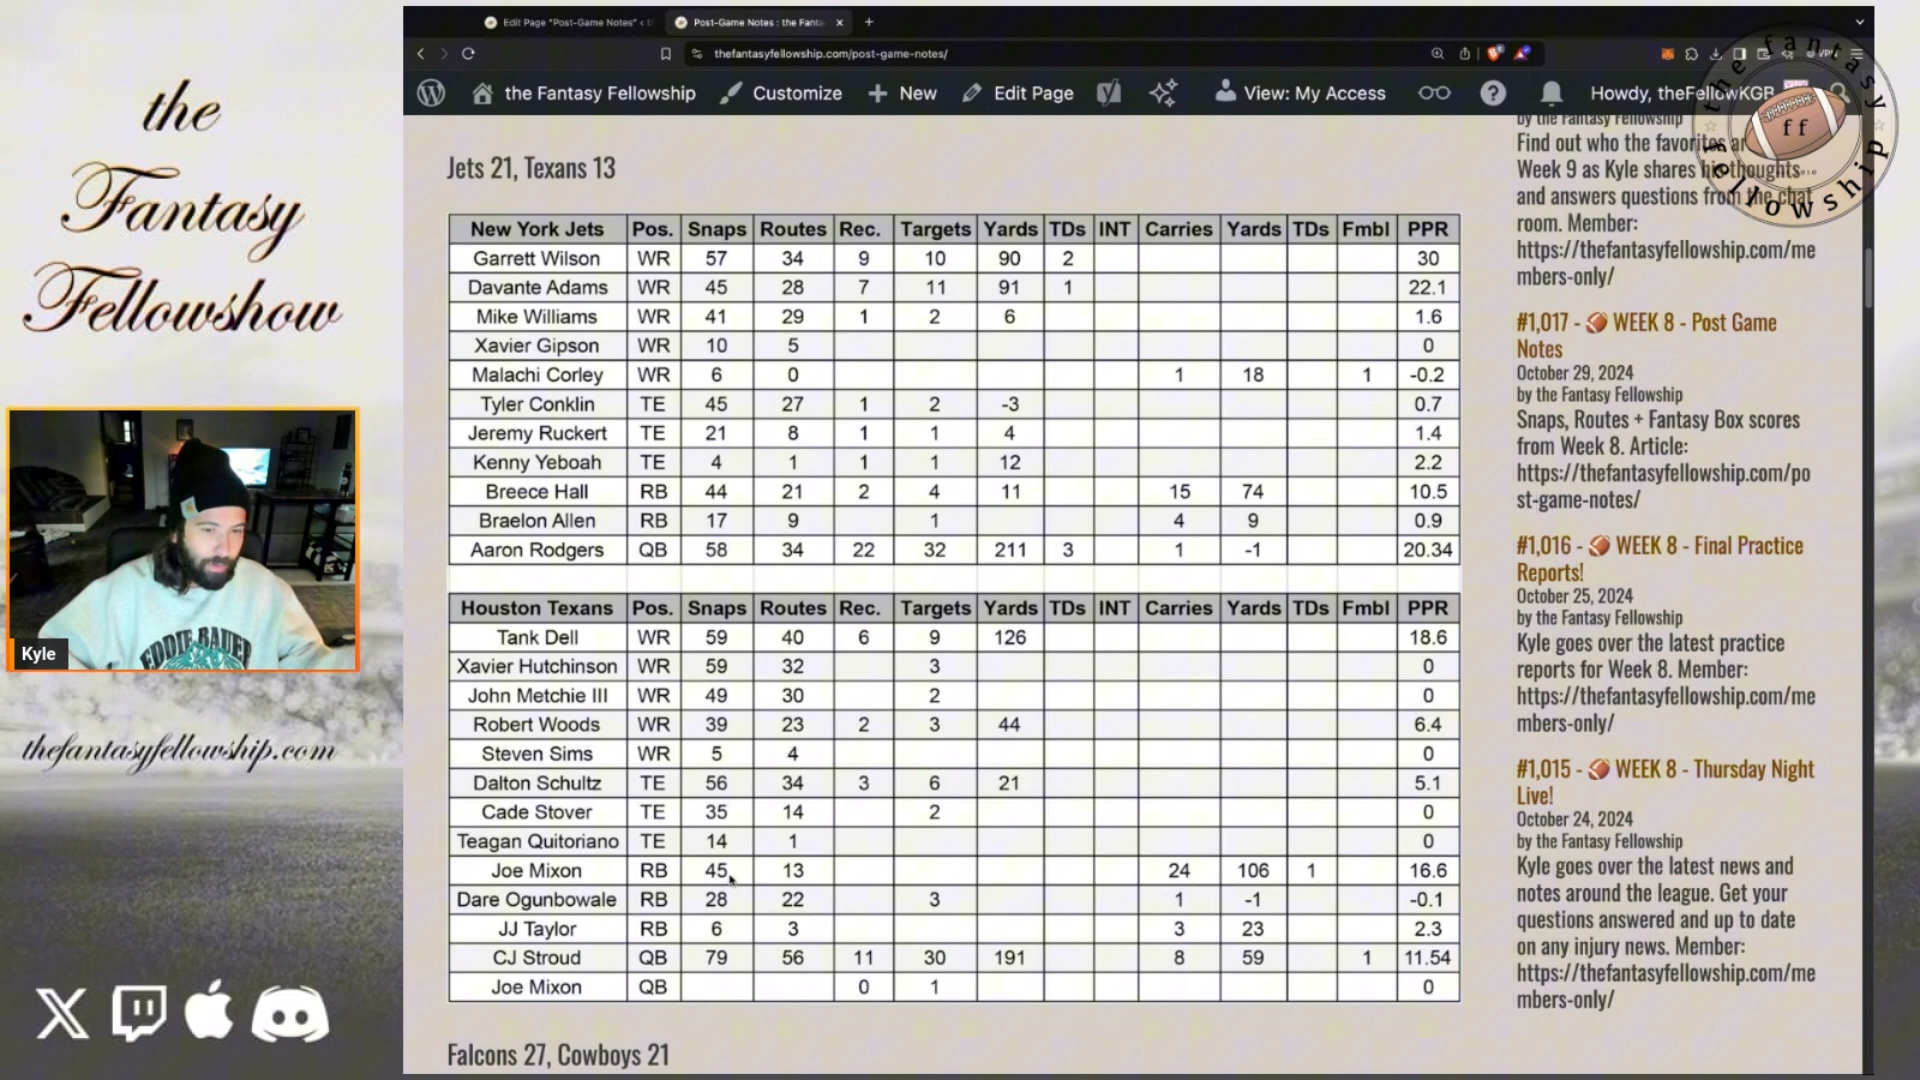 the
Fantasy
Fellowshow
Kyle
thefantasyfellowship.com
Edit Page "Post-Game Notes" ‹ t
Post-Game Notes : the Fanta
thefantasyfellowship.com/post-game-notes/
VPN
the Fantasy Fellowship Customize New Edit Page View: My Access Howdy, theFellowKGB
the fantasy fellowship
ff
Jets 21, Texans 13
New York Jets Pos. Snaps Routes Rec. Targets Yards TDs INT Carries Yards TDs Fmbl PPR
Garrett Wilson WR 57 34 9 10 90 2 30
Davante Adams WR 45 28 7 11 91 1 22.1
Mike Williams WR 41 29 1 2 6 1.6
Xavier Gipson WR 10 5 0
Malachi Corley WR 6 0 1 18 1 -0.2
Tyler Conklin TE 45 27 1 2 -3 0.7
Jeremy Ruckert TE 21 8 1 1 4 1.4
Kenny Yeboah TE 4 1 1 1 12 2.2
Breece Hall RB 44 21 2 4 11 15 74 10.5
Braelon Allen RB 17 9 1 4 9 0.9
Aaron Rodgers QB 58 34 22 32 211 3 1 -1 20.34
Houston Texans Pos. Snaps Routes Rec. Targets Yards TDs INT Carries Yards TDs Fmbl PPR
Tank Dell WR 59 40 6 9 126 18.6
Xavier Hutchinson WR 59 32 3 0
John Metchie III WR 49 30 2 0
Robert Woods WR 39 23 2 3 44 6.4
Steven Sims WR 5 4 0
Dalton Schultz TE 56 34 3 6 21 5.1
Cade Stover TE 35 14 2 0
Teagan Quitoriano TE 14 1 0
Joe Mixon RB 45 13 24 106 1 16.6
Dare Ogunbowale RB 28 22 3 1 -1 -0.1
JJ Taylor RB 6 3 3 23 2.3
CJ Stroud QB 79 56 11 30 191 8 59 1 11.54
Joe Mixon QB 0 1 0
Falcons 27, Cowboys 21
by the Fantasy Fellowship
Find out who the favorites ar
Week 9 as Kyle shares his thoughts
and answers questions from the chat
room. Member:
https://thefantasyfellowship.com/me
mbers-only/
#1,017 - 🏈 WEEK 8 - Post Game
Notes
October 29, 2024
by the Fantasy Fellowship
Snaps, Routes + Fantasy Box scores
from Week 8. Article:
https://thefantasyfellowship.com/po
st-game-notes/
#1,016 - 🏈 WEEK 8 - Final Practice
Reports!
October 25, 2024
by the Fantasy Fellowship
Kyle goes over the latest practice
reports for Week 8. Member:
https://thefantasyfellowship.com/me
mbers-only/
#1,015 - 🏈 WEEK 8 - Thursday Night
Live!
October 24, 2024
by the Fantasy Fellowship
Kyle goes over the latest news and
notes around the league. Get your
questions answered and up to date
on any injury news. Member:
https://thefantasyfellowship.com/me
mbers-only/